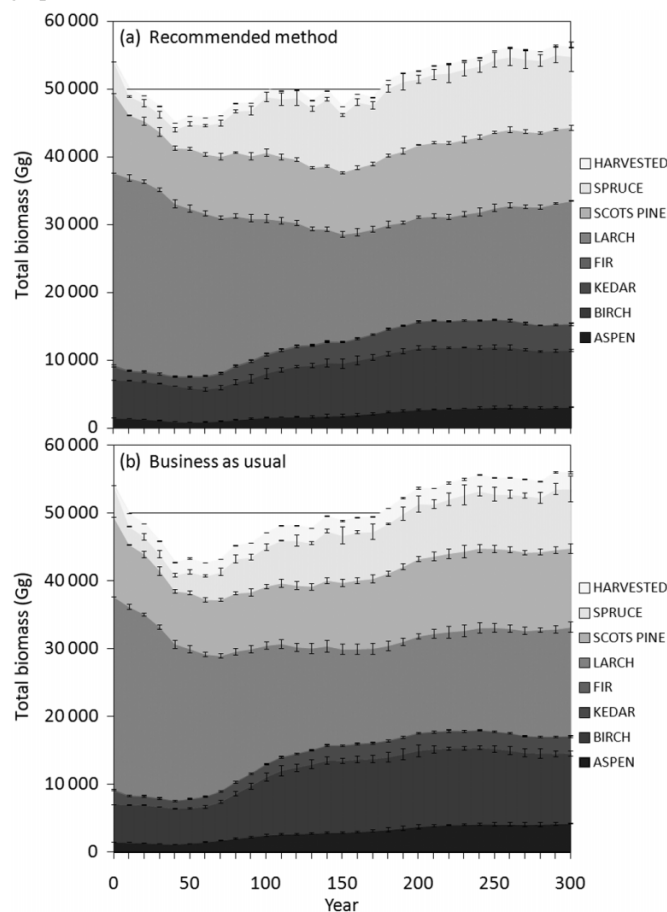 60 000
(a) Recommended method
50 000
40 000
30 000
20 000
10 000
0
Total biomass (Gg)
HARVESTED
SPRUCE
SCOTS PINE
LARCH
FIR
KEDAR
BIRCH
ASPEN
60 000
(b) Business as usual
50 000
40 000
30 000
20 000
10 000
0
Total biomass (Gg)
HARVESTED
SPRUCE
SCOTS PINE
LARCH
FIR
KEDAR
BIRCH
ASPEN
0 50 100 150 200 250 300
Year